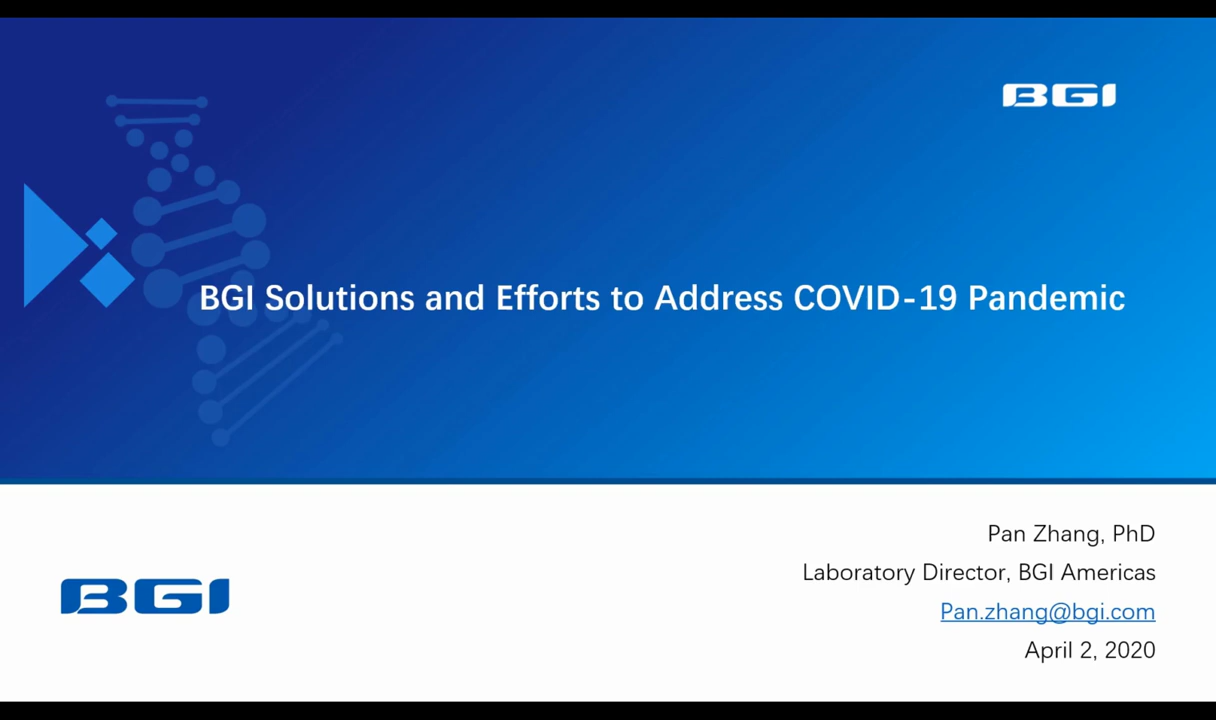 BGI
BGI Solutions and Efforts to Address COVID-19 Pandemic
Pan Zhang, PhD
Laboratory Director, BGI Americas
Pan.zhang@bgi.com
April 2, 2020
BGI